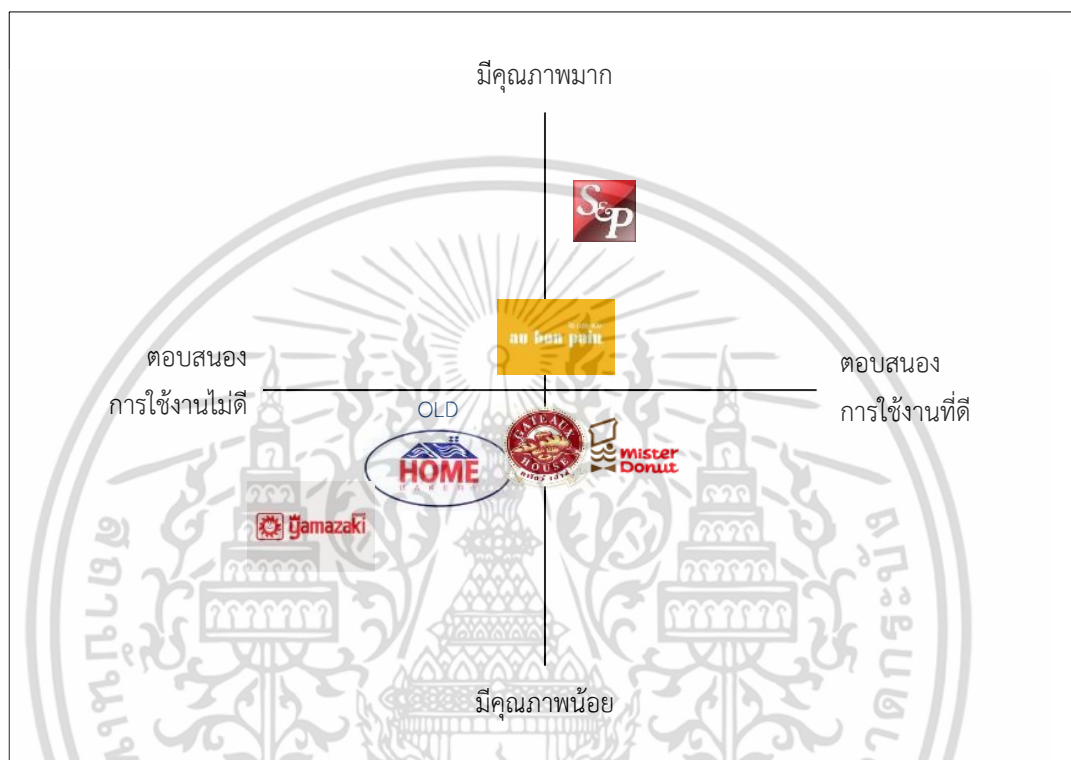 มีคุณภาพมาก
S&P
au bon pain
ตอบสนอง
การใช้งานไม่ดี
ตอบสนอง
การใช้งานที่ดี
OLD
HOME
BAKERY
GATEAUX
HOUSE
mister
Donut
yamazaki
มีคุณภาพน้อย